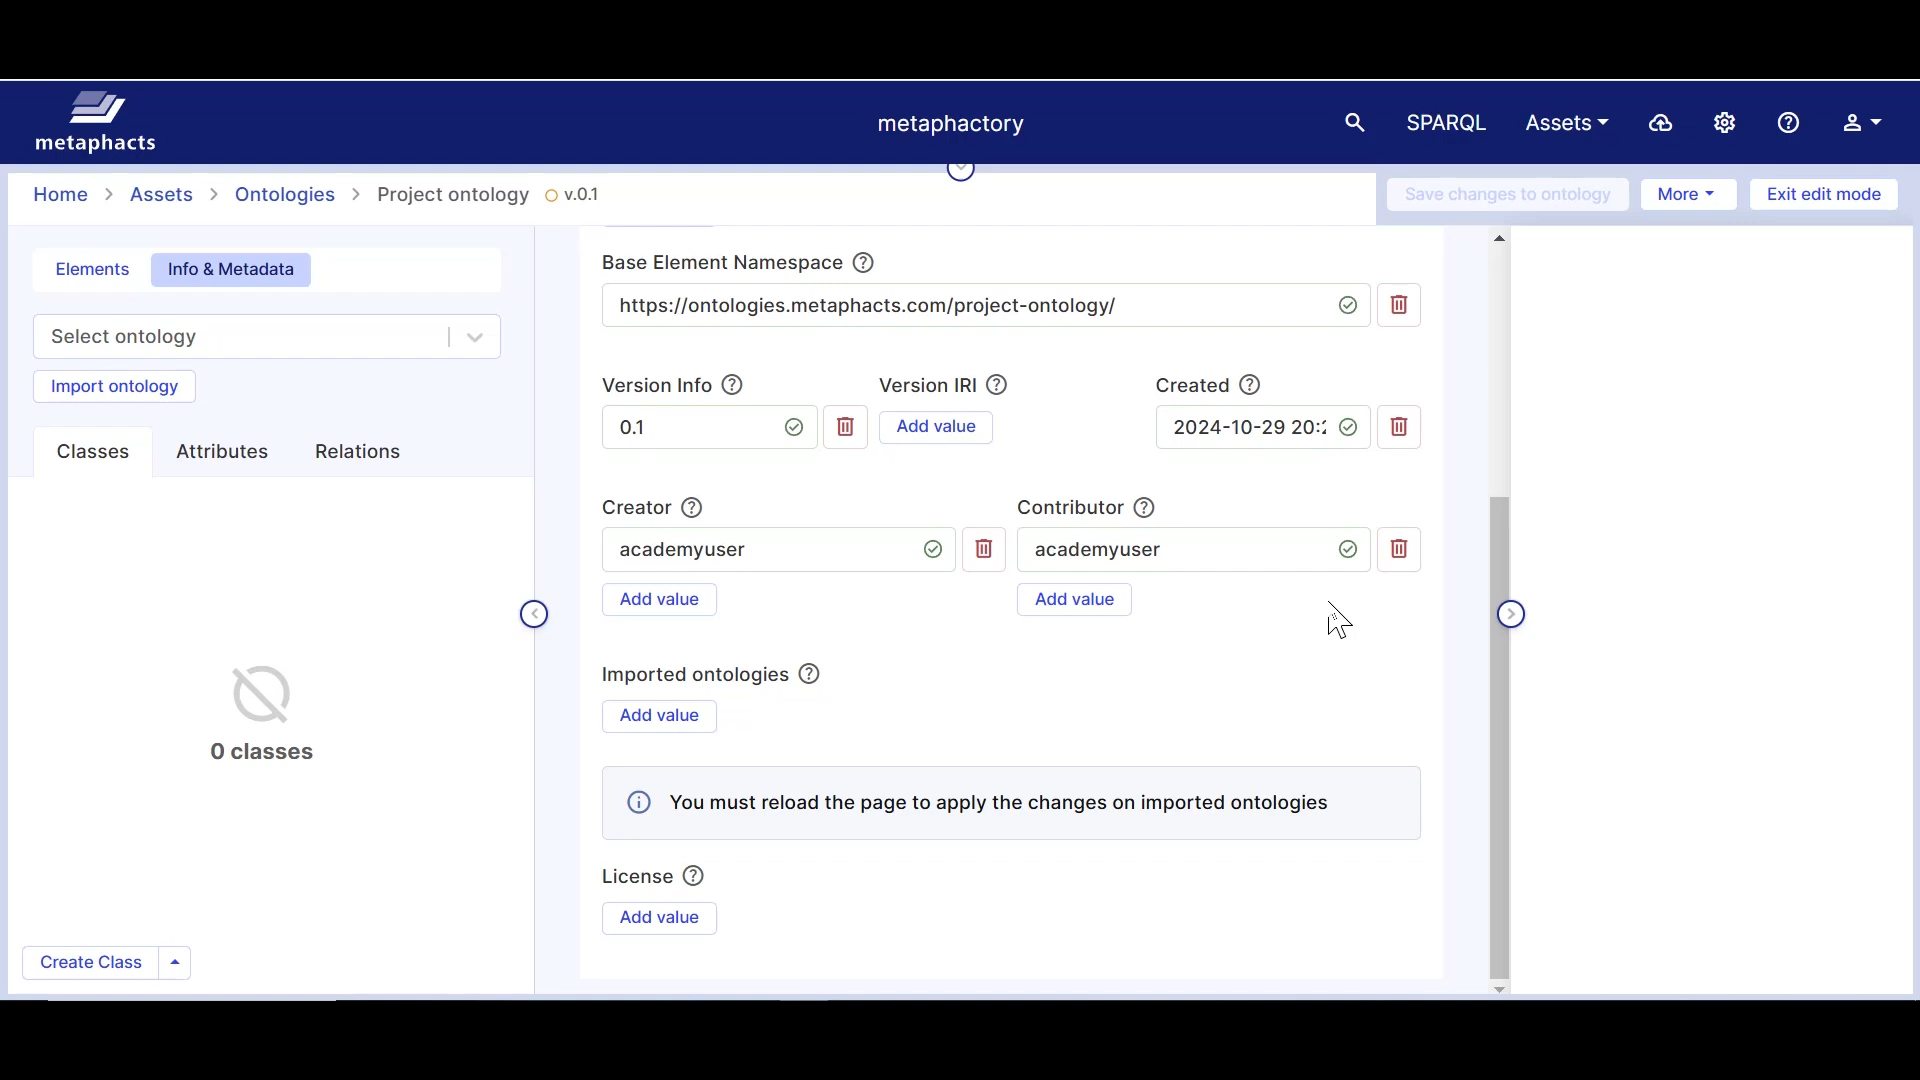 metaphacts
metaphactory
SPARQL
Assets
Home > Assets > Ontologies > Project ontology v.0.1
Save changes to ontology
More
Exit edit mode
Elements
Info & Metadata
Select ontology
Import ontology
Classes
Attributes
Relations
0 classes
Create Class
Base Element Namespace
https://ontologies.metaphacts.com/project-ontology/
Version Info
Version IRI
Created
0.1
Add value
2024-10-29 20:
Creator
Contributor
academyuser
academyuser
Add value
Add value
Imported ontologies
Add value
You must reload the page to apply the changes on imported ontologies
License
Add value